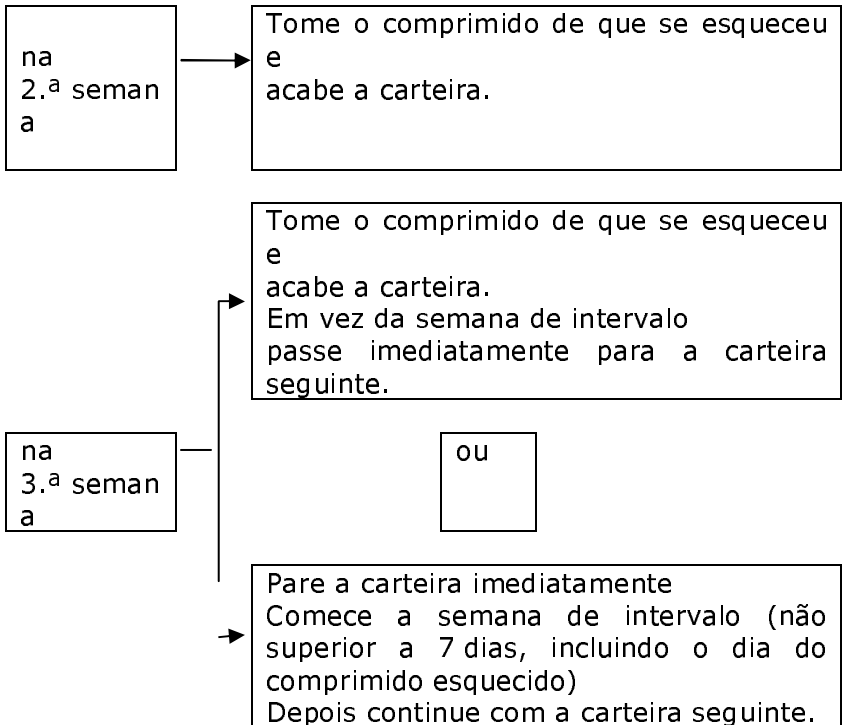 na
2.ª seman
a
Tome o comprimido de que se esqueceu
e
acabe a carteira.
Tome o comprimido de que se esqueceu
e
acabe a carteira.
Em vez da semana de intervalo
passe imediatamente para a carteira
seguinte.
na
3.ª seman
a
ou
Pare a carteira imediatamente
Comece a semana de intervalo (não
superior a 7 dias, incluindo o dia do
comprimido esquecido)
Depois continue com a carteira seguinte.